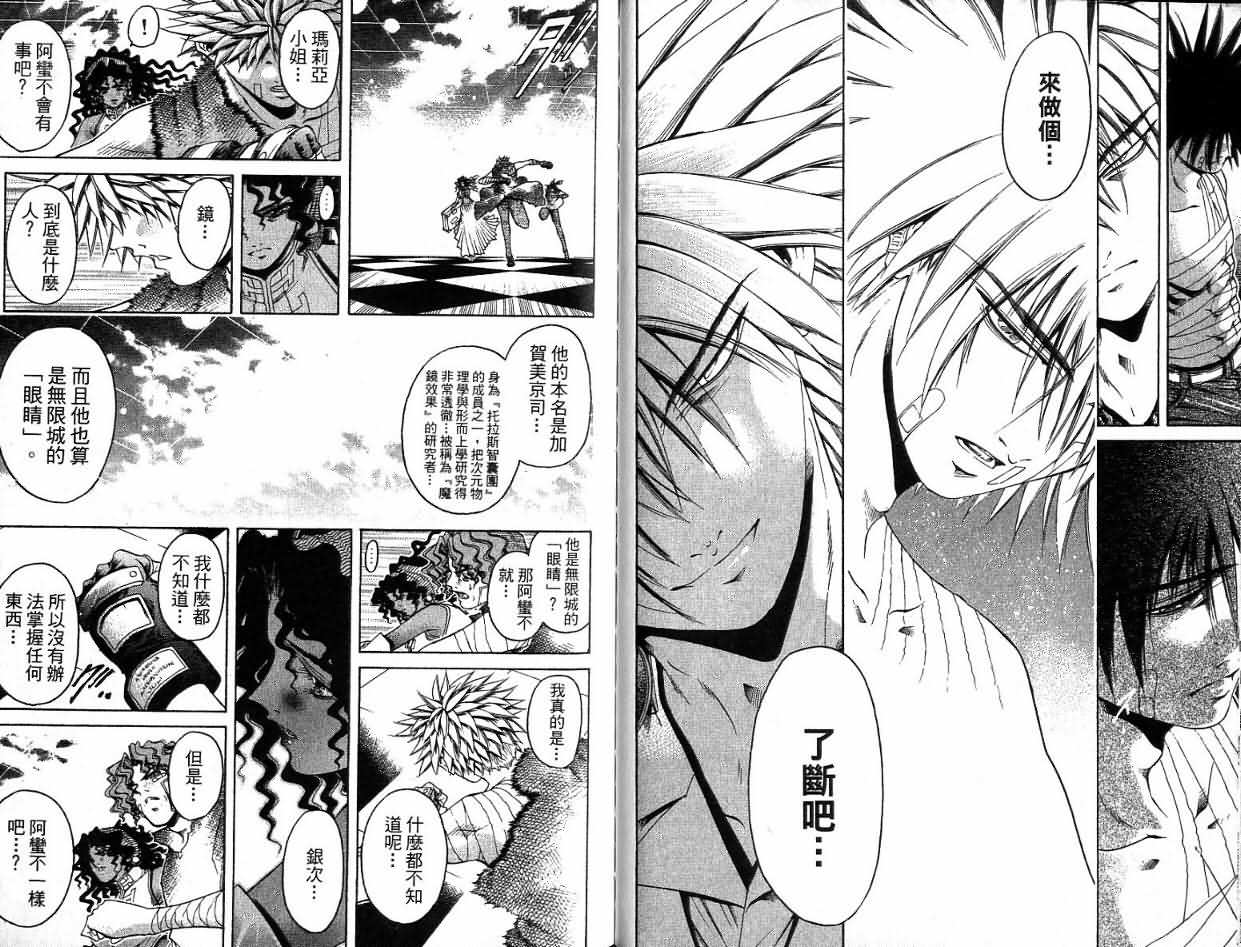 來做個…
了斷吧…
瑪莉亞
小姐…
！
阿蠻不會有
事吧？
……
鏡…
到底是什麼
人？
他的本名是加
賀美京司…
身為『托拉斯智囊團』
的成員之一，把次元物
理學與形而上學研究得
非常透徹…被稱為『魔
鏡效果』的研究者…
而且他也算
是無限城的
「眼睛」。
他是無限城的
「眼睛」？
那阿蠻不
就…
……
我真的是…
什麼都不知
道呢…
銀次…
我什麼都
不知道…
所以沒有辦
法掌握任何
東西…
但是…
阿蠻不一樣
吧…？